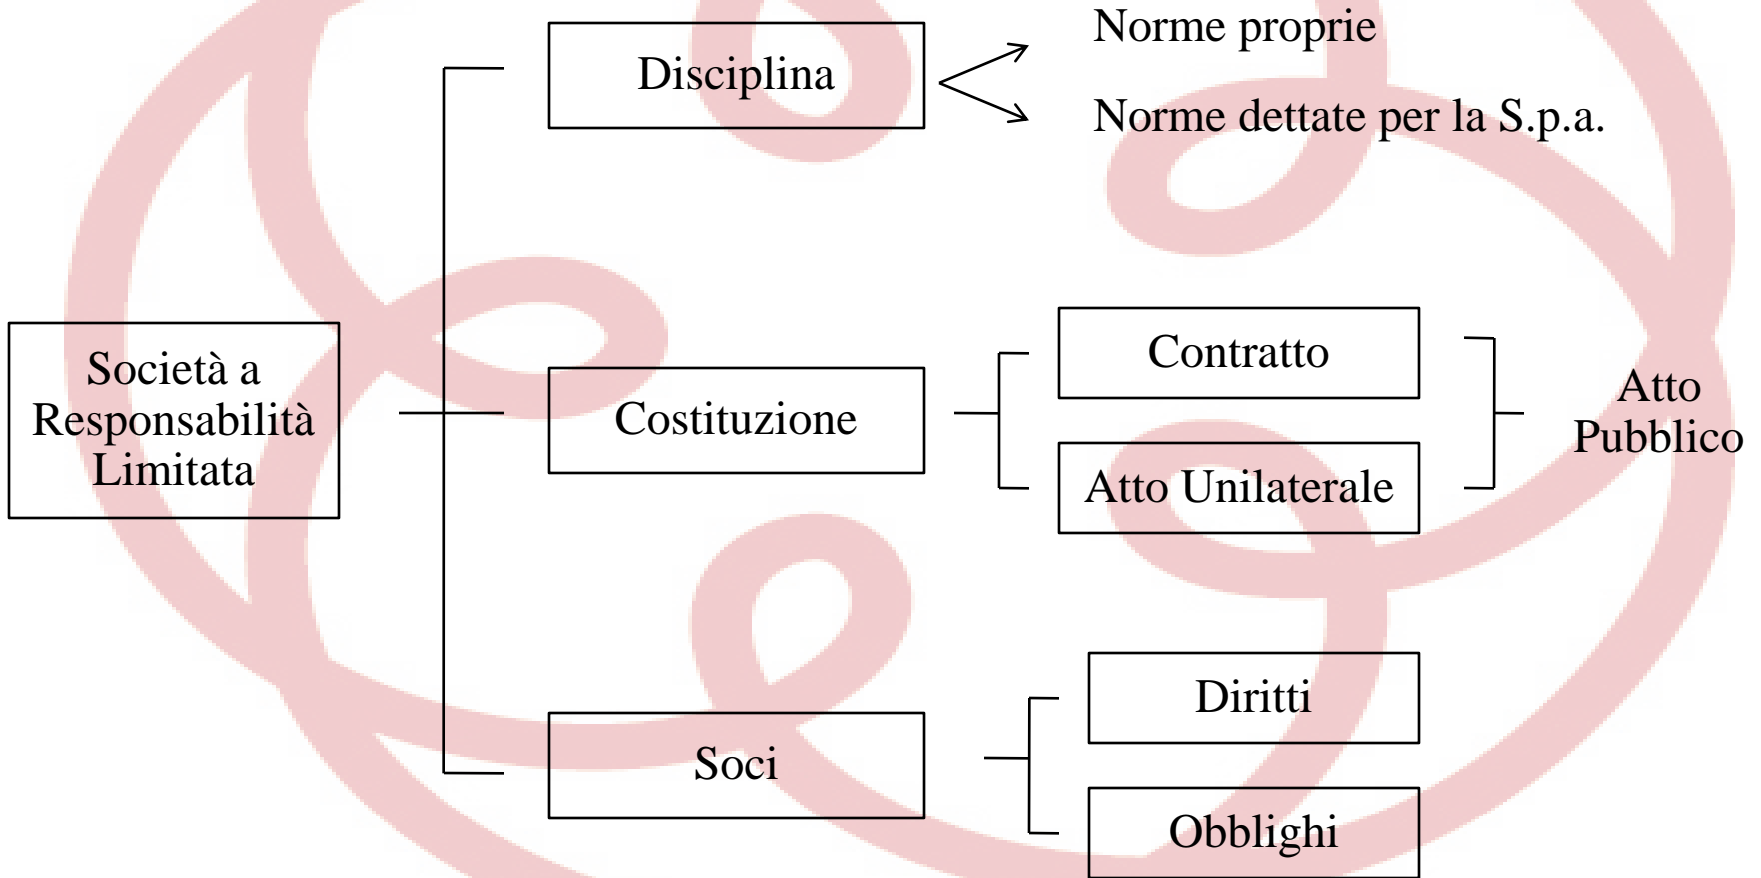 Norme proprie
Disciplina
Norme dettate per la S.p.a.
Società a
Responsabilità
Limitata
Costituzione
Contratto
Atto Unilaterale
Atto
Pubblico
Soci
Diritti
Obblighi